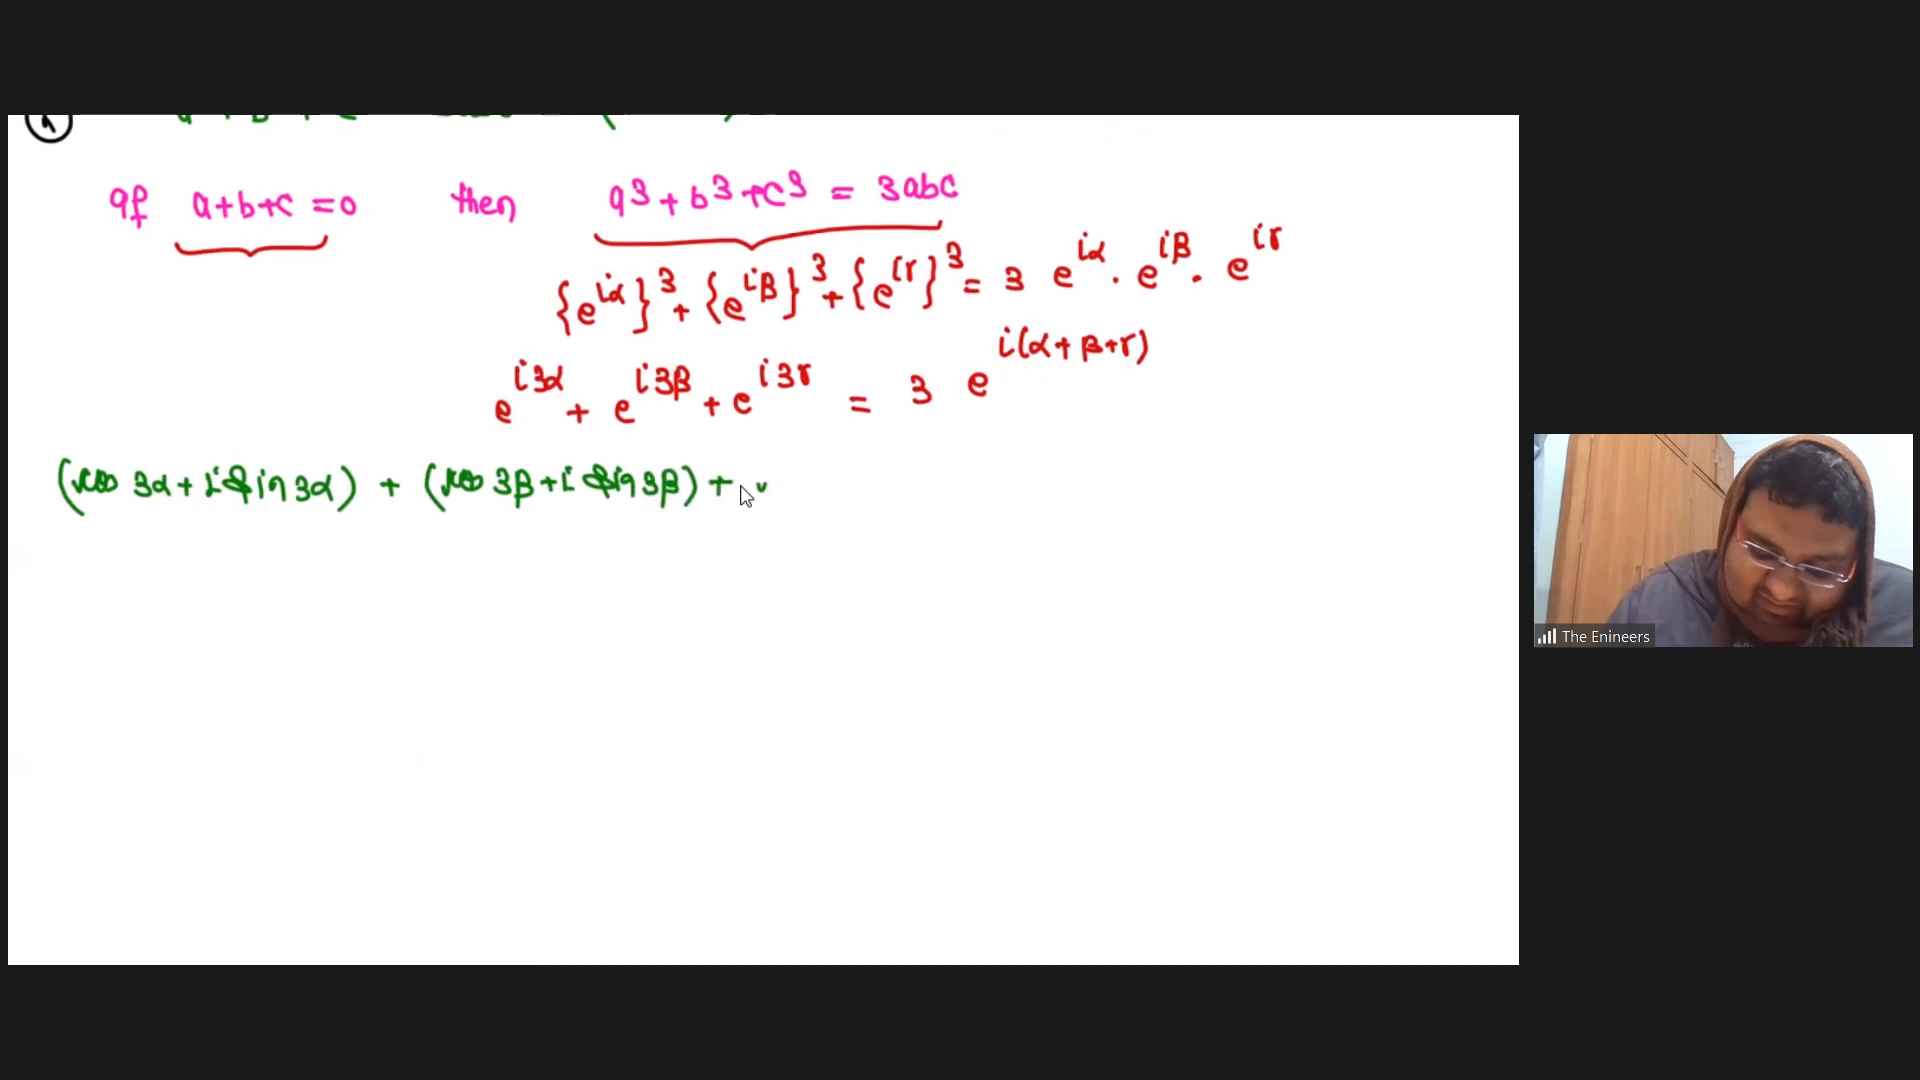 If a+b+c=0 then a³+b³+c³ = 3abc
{e^{iα}}³ + {e^{iβ}}³ + {e^{iγ}}³ = 3 e^{iα} · e^{iβ} · e^{iγ}
e^{i3α} + e^{i3β} + e^{i3γ} = 3 e^{i(α+β+γ)}
(cos 3α + i sin 3α) + (cos 3β + i sin 3β) +
The Enineers